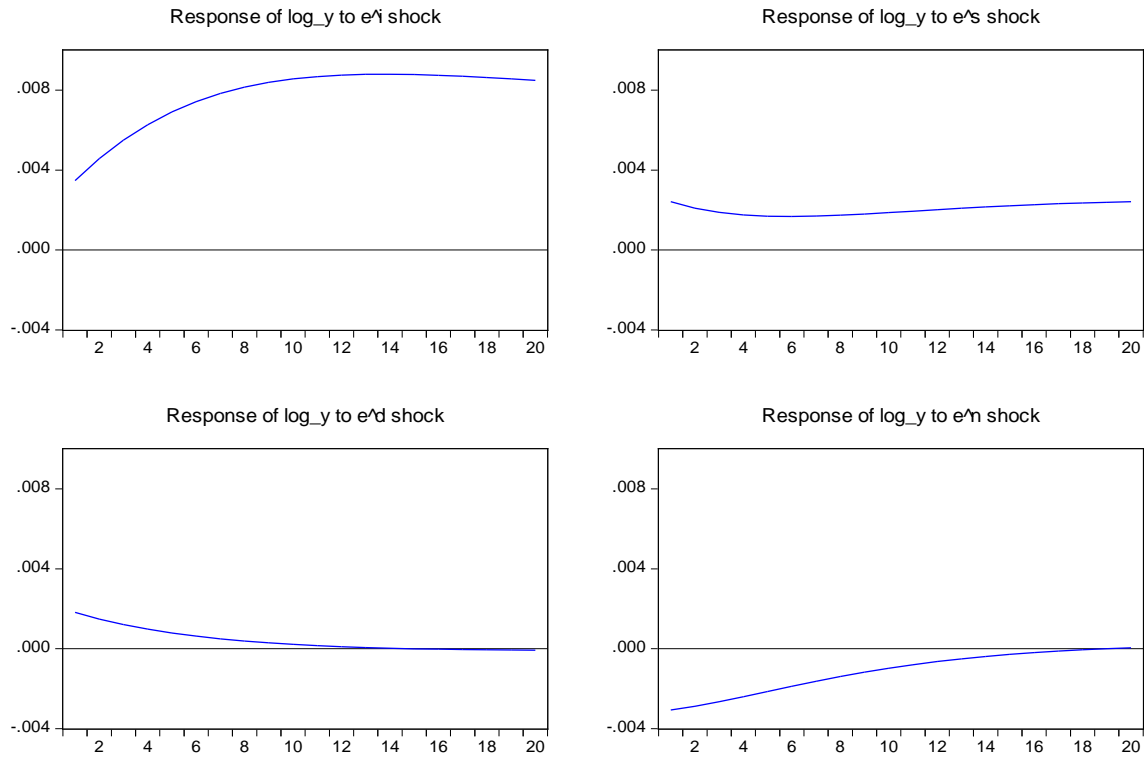 Response of log_y to e^i shock
.008
.004
.000
-.004
2 4 6 8 10 12 14 16 18 20
Response of log_y to e^s shock
.008
.004
.000
-.004
2 4 6 8 10 12 14 16 18 20
Response of log_y to e^d shock
.008
.004
.000
-.004
2 4 6 8 10 12 14 16 18 20
Response of log_y to e^n shock
.008
.004
.000
-.004
2 4 6 8 10 12 14 16 18 20